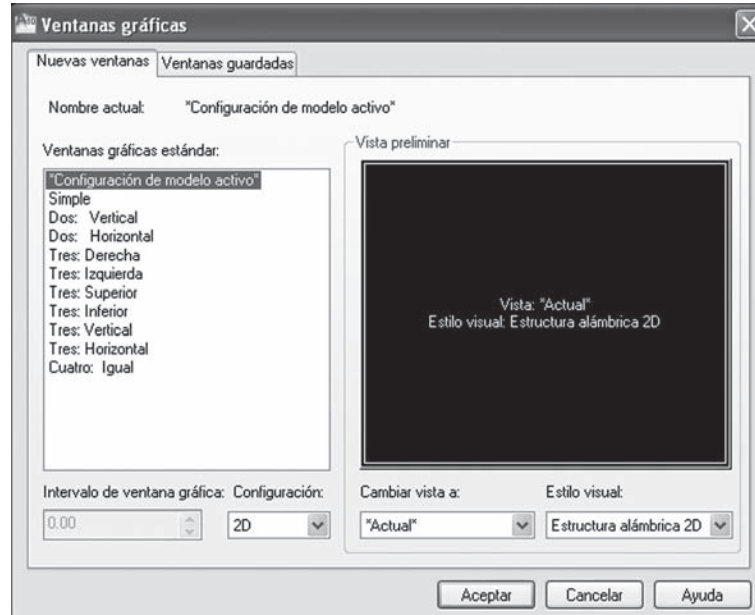 Ventanas gráficas
Nuevas ventanas
Ventanas guardadas
Nombre actual: "Configuración de modelo activo"
Ventanas gráficas estándar:
"Configuración de modelo activo"
Simple
Dos: Vertical
Dos: Horizontal
Tres: Derecha
Tres: Izquierda
Tres: Superior
Tres: Inferior
Tres: Vertical
Tres: Horizontal
Cuatro: Igual
Vista preliminar
Vista: "Actual"
Estilo visual: Estructura alámbrica 2D
Intervalo de ventana gráfica:
0.00
Configuración:
2D
Cambiar vista a:
"Actual"
Estilo visual:
Estructura alámbrica 2D
Aceptar
Cancelar
Ayuda